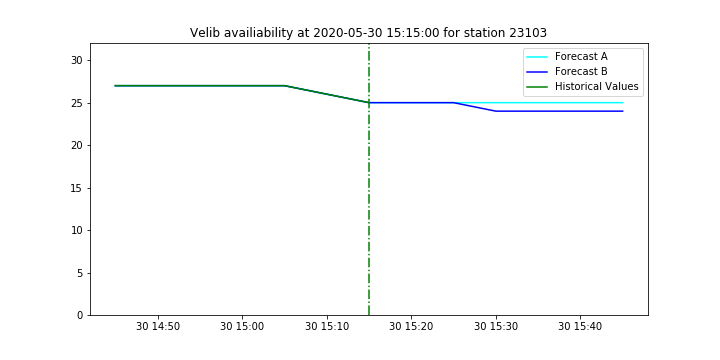 Velib availiability at 2020-05-30 15:15:00 for station 23103
Forecast A
Forecast B
Historical Values
30
25
20
15
10
5
0
30 14:50 30 15:00 30 15:10 30 15:20 30 15:30 30 15:40